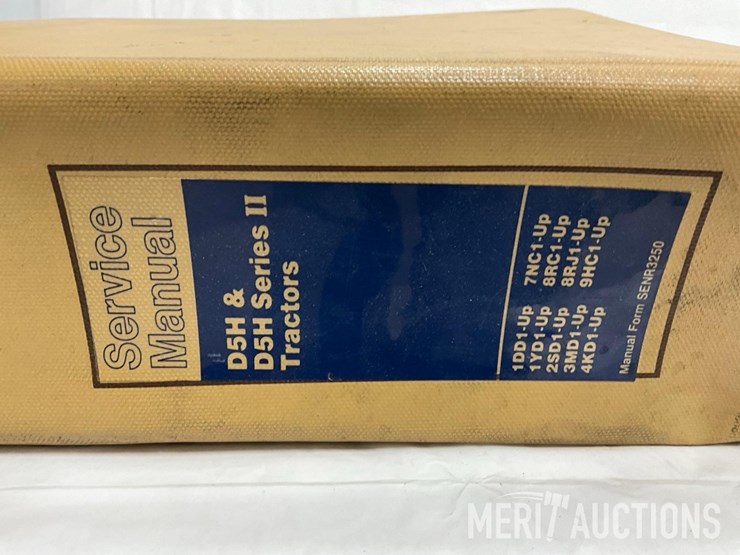 Service
Manual
D5H &
D5H Series II
Tractors
1DD1-Up
1YD1-Up
2SD1-Up
3MD1-Up
4KD1-Up
7NC1-Up
8RC1-Up
8RJ1-Up
9HC1-Up
Manual Form SENR3250
MERIT AUCTIONS